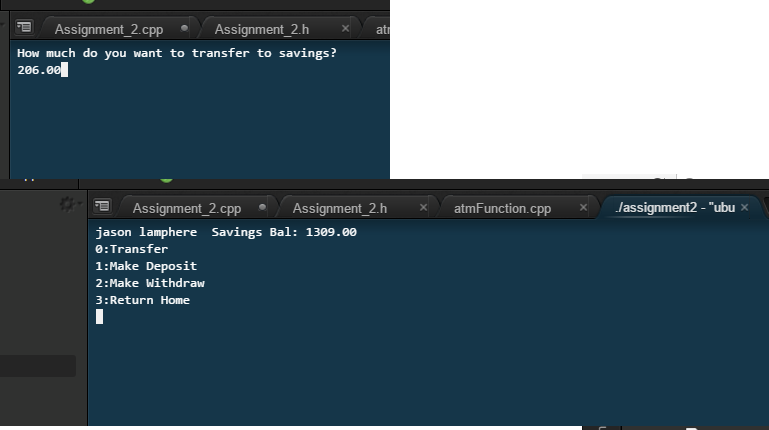 Assignment_2.cpp Assignment_2.h
How much do you want to transfer to savings?
206.00
Assignment_2.cpp Assignment_2.h atmFunction.cpp ./assignment2 - "ubu
jason lamphere  Savings Bal: 1309.00
0:Transfer
1:Make Deposit
2:Make Withdraw
3:Return Home